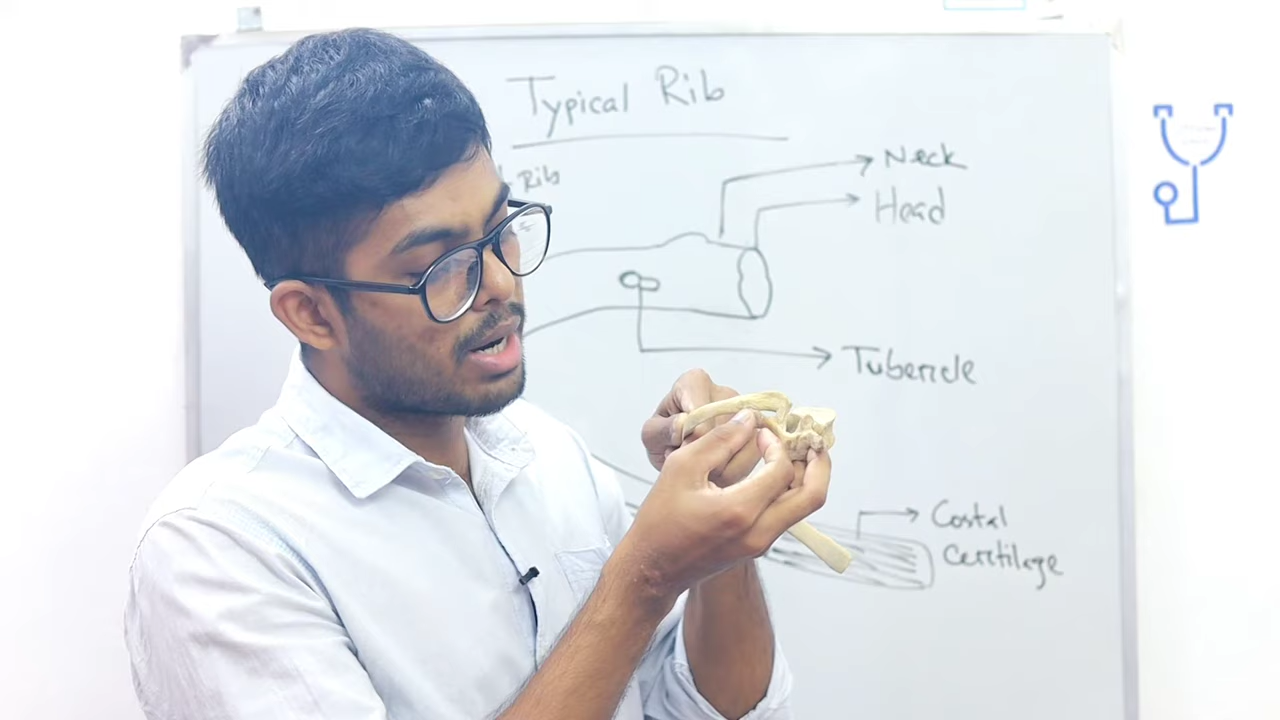 Typical Rib
Rib
Neck
Head
Tubercle
Costal
Cartilage